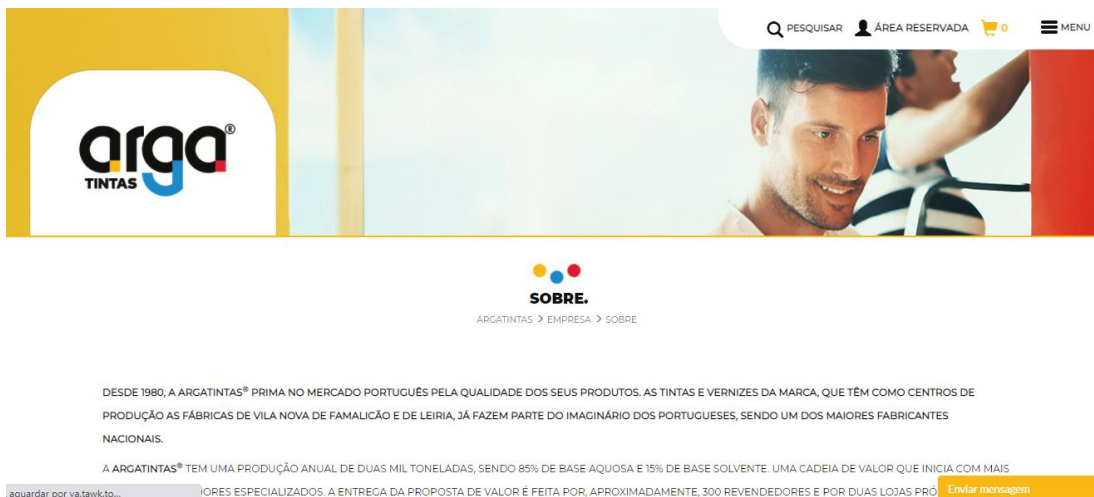 PESQUISAR ÁREA RESERVADA 0 MENU
arga®
TINTAS
SOBRE.
ARGATINTAS > EMPRESA > SOBRE
DESDE 1980, A ARGATINTAS® PRIMA NO MERCADO PORTUGUÊS PELA QUALIDADE DOS SEUS PRODUTOS. AS TINTAS E VERNIZES DA MARCA, QUE TÊM COMO CENTROS DE
PRODUÇÃO AS FÁBRICAS DE VILA NOVA DE FAMALICÃO E DE LEIRIA, JÁ FAZEM PARTE DO IMAGINÁRIO DOS PORTUGUESES, SENDO UM DOS MAIORES FABRICANTES
NACIONAIS.
A ARGATINTAS® TEM UMA PRODUÇÃO ANUAL DE DUAS MIL TONELADAS, SENDO 85% DE BASE AQUOSA E 15% DE BASE SOLVENTE. UMA CADEIA DE VALOR QUE INICIA COM MAIS
aguardar por va.tawk.to... ORES ESPECIALIZADOS. A ENTREGA DA PROPOSTA DE VALOR É FEITA POR, APROXIMADAMENTE, 300 REVENDEDORES E POR DUAS LOJAS PRÓ Enviar mensagem